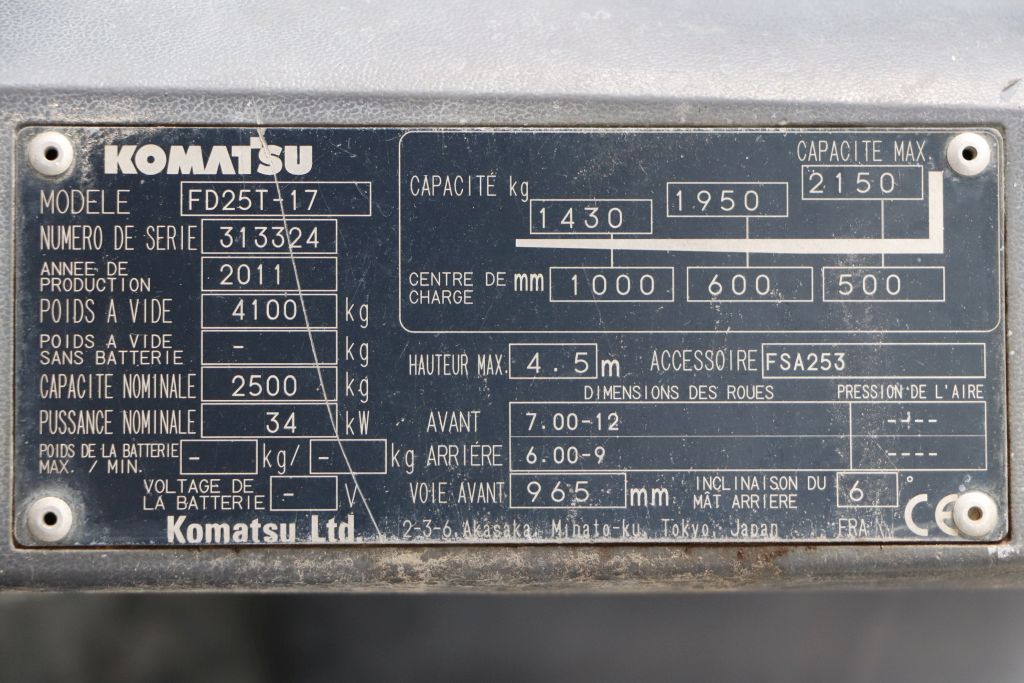 KOMATSU
MODELE FD25T-17
NUMERO DE SERIE 313324
ANNEE DE PRODUCTION 2011
POIDS A VIDE 4100 kg
POIDS A VIDE SANS BATTERIE - kg
CAPACITE NOMINALE 2500 kg
PUSSANCE NOMINALE 34 kW
POIDS DE LA BATTERIE MAX. / MIN. - kg/ - kg
VOLTAGE DE LA BATTERIE - V
CAPACITE MAX.
CAPACITÉ kg 1430 1950 2150
CENTRE DE CHARGE mm 1000 600 500
HAUTEUR MAX. 4.5 m ACCESSOIRE FSA253
DIMENSIONS DES ROUES PRESSION DE L'AIRE
AVANT 7.00-12 ----
ARRIÉRE 6.00-9 ----
VOIE AVANT 965 mm INCLINAISON DU MÂT ARRIERE 6°
Komatsu Ltd. 2-3-6, Akasaka, Minato-ku, Tokyo, Japan FRA CE